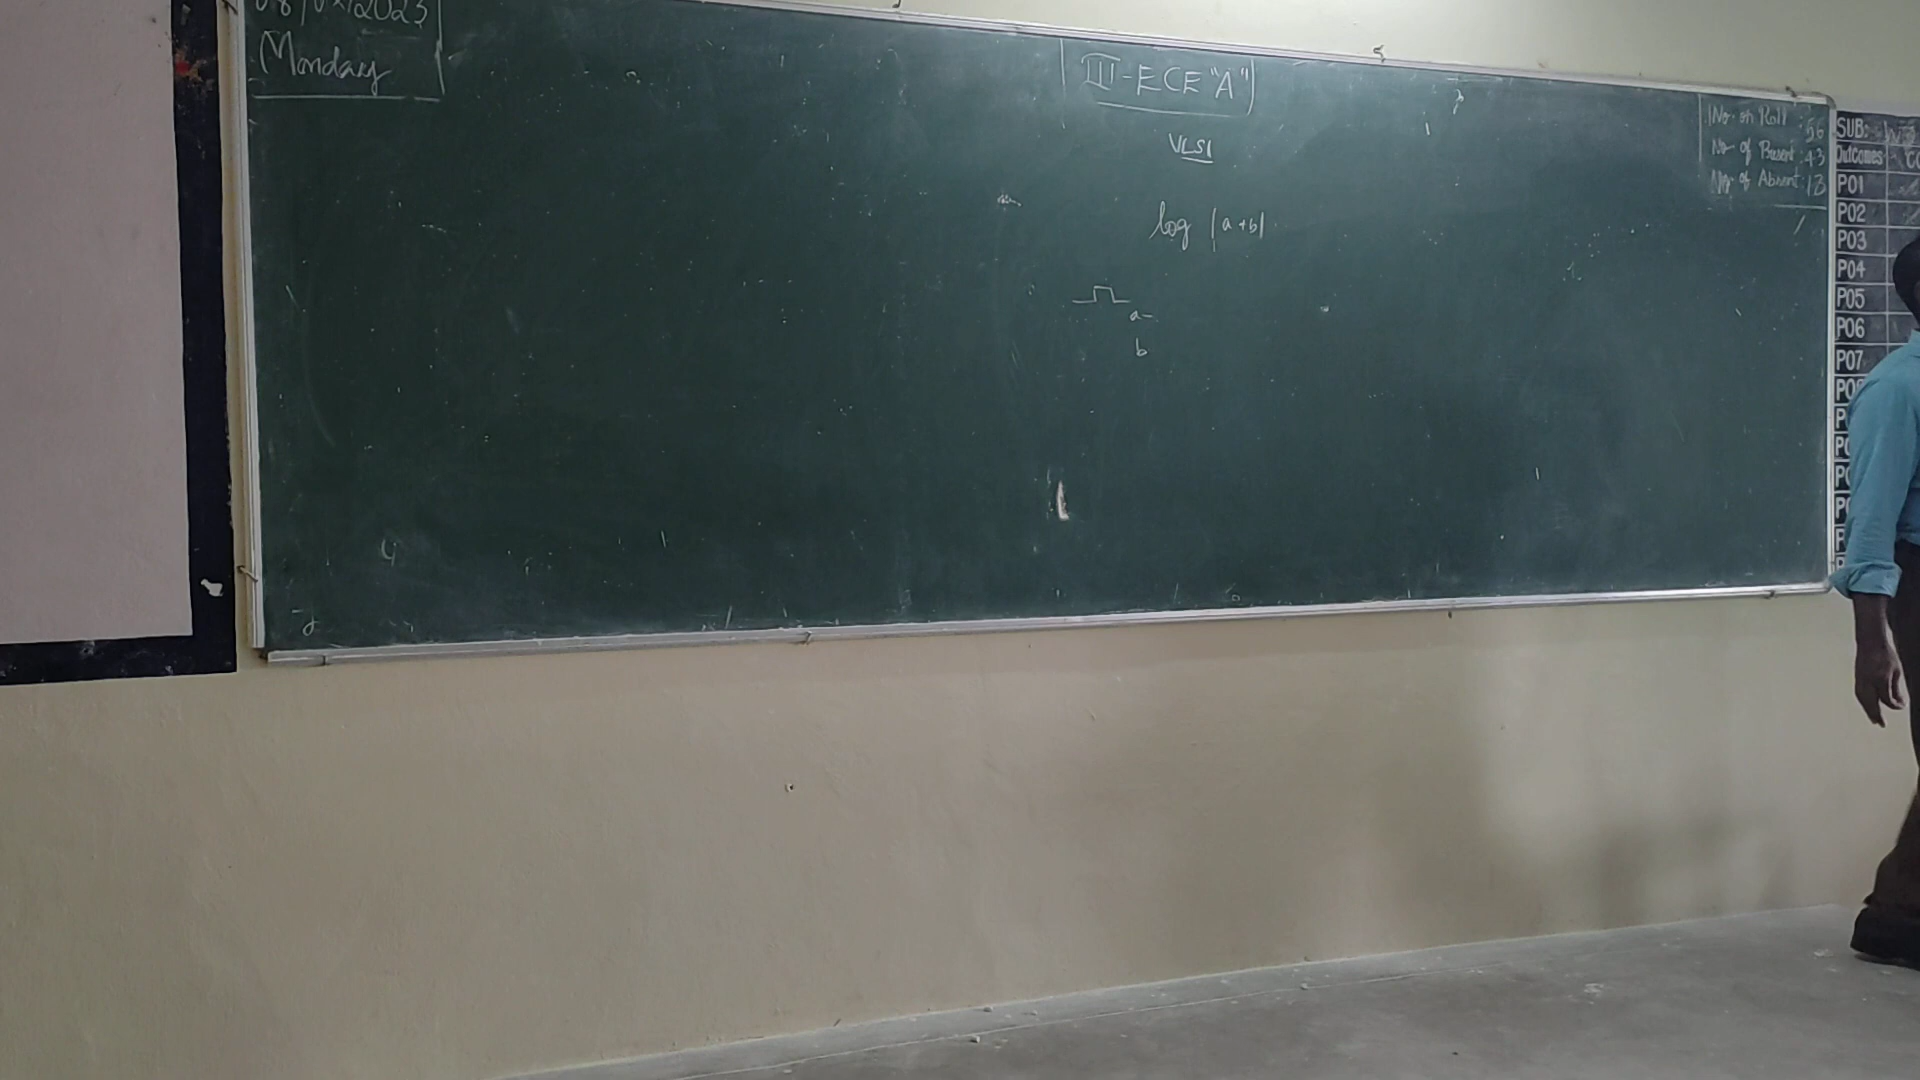 Monday
III-ECE "A"
VLSI
log |a+b|
a-
b
No. on Roll : 56
No of Present : 43
No. of Absent : 13
SUB:
Outcomes
PO1
PO2
PO3
PO4
PO5
PO6
PO7